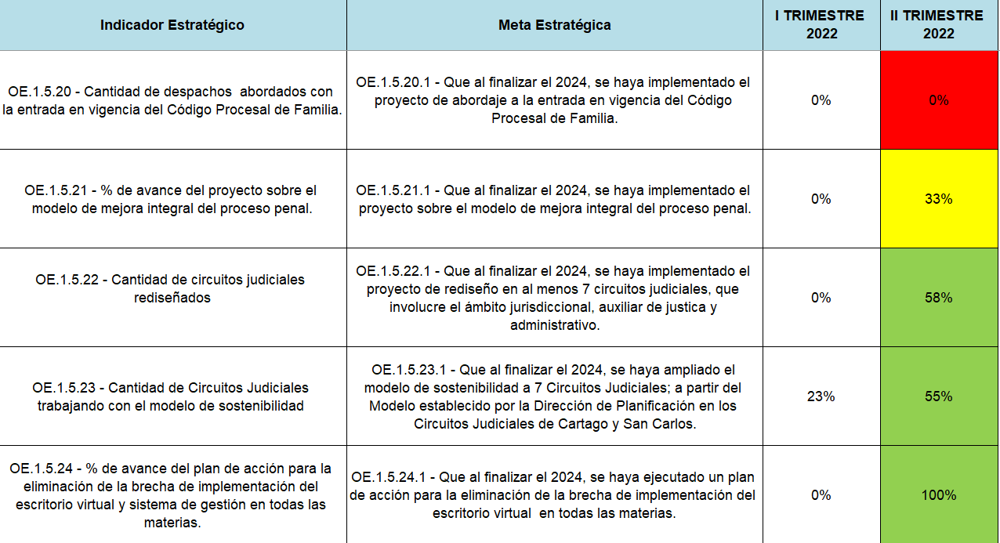 Indicador Estratégico
Meta Estratégica
I TRIMESTRE
2022
II TRIMESTRE
2022
OE.1.5.20 - Cantidad de despachos  abordados con
la entrada en vigencia del Código Procesal de Familia.
OE.1.5.20.1 - Que al finalizar el 2024, se haya implementado el
proyecto de abordaje a la entrada en vigencia del Código
Procesal de Familia.
0%
0%
OE.1.5.21 - % de avance del proyecto sobre el
modelo de mejora integral del proceso penal.
OE.1.5.21.1 - Que al finalizar el 2024, se haya implementado el
proyecto sobre el modelo de mejora integral del proceso penal.
0%
33%
OE.1.5.22 - Cantidad de circuitos judiciales
rediseñados
OE.1.5.22.1 - Que al finalizar el 2024, se haya implementado el
proyecto de rediseño en al menos 7 circuitos judiciales, que
involucre el ámbito jurisdiccional, auxiliar de justica y
administrativo.
0%
58%
OE.1.5.23 - Cantidad de Circuitos Judiciales
trabajando con el modelo de sostenibilidad
OE.1.5.23.1 - Que al finalizar el 2024, se haya ampliado el
modelo de sostenibilidad a 7 Circuitos Judiciales; a partir del
Modelo establecido por la Dirección de Planificación en los
Circuitos Judiciales de Cartago y San Carlos.
23%
55%
OE.1.5.24 - % de avance del plan de acción para la
eliminación de la brecha de implementación del
escritorio virtual y sistema de gestión en todas las
materias.
OE.1.5.24.1 - Que al finalizar el 2024, se haya ejecutado un plan
de acción para la eliminación de la brecha de implementación del
escritorio virtual  en todas las materias.
0%
100%